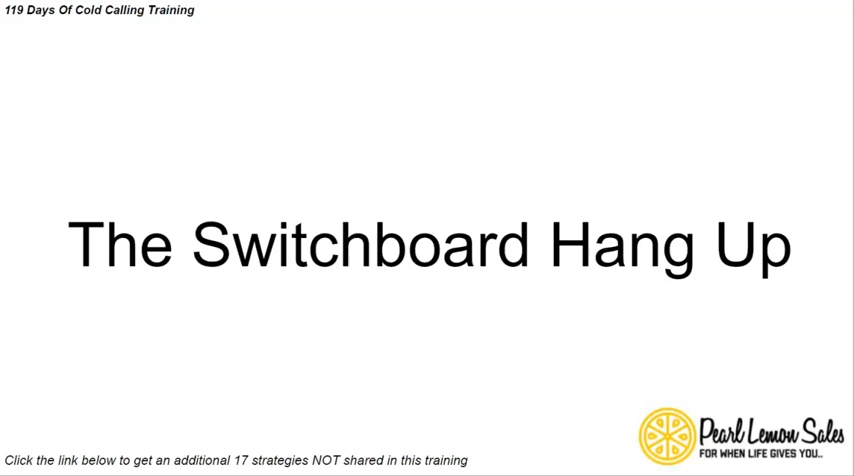 119 Days Of Cold Calling Training
The Switchboard Hang Up
Pearl Lemon Sales
FOR WHEN LIFE GIVES YOU..
Click the link below to get an additional 17 strategies NOT shared in this training